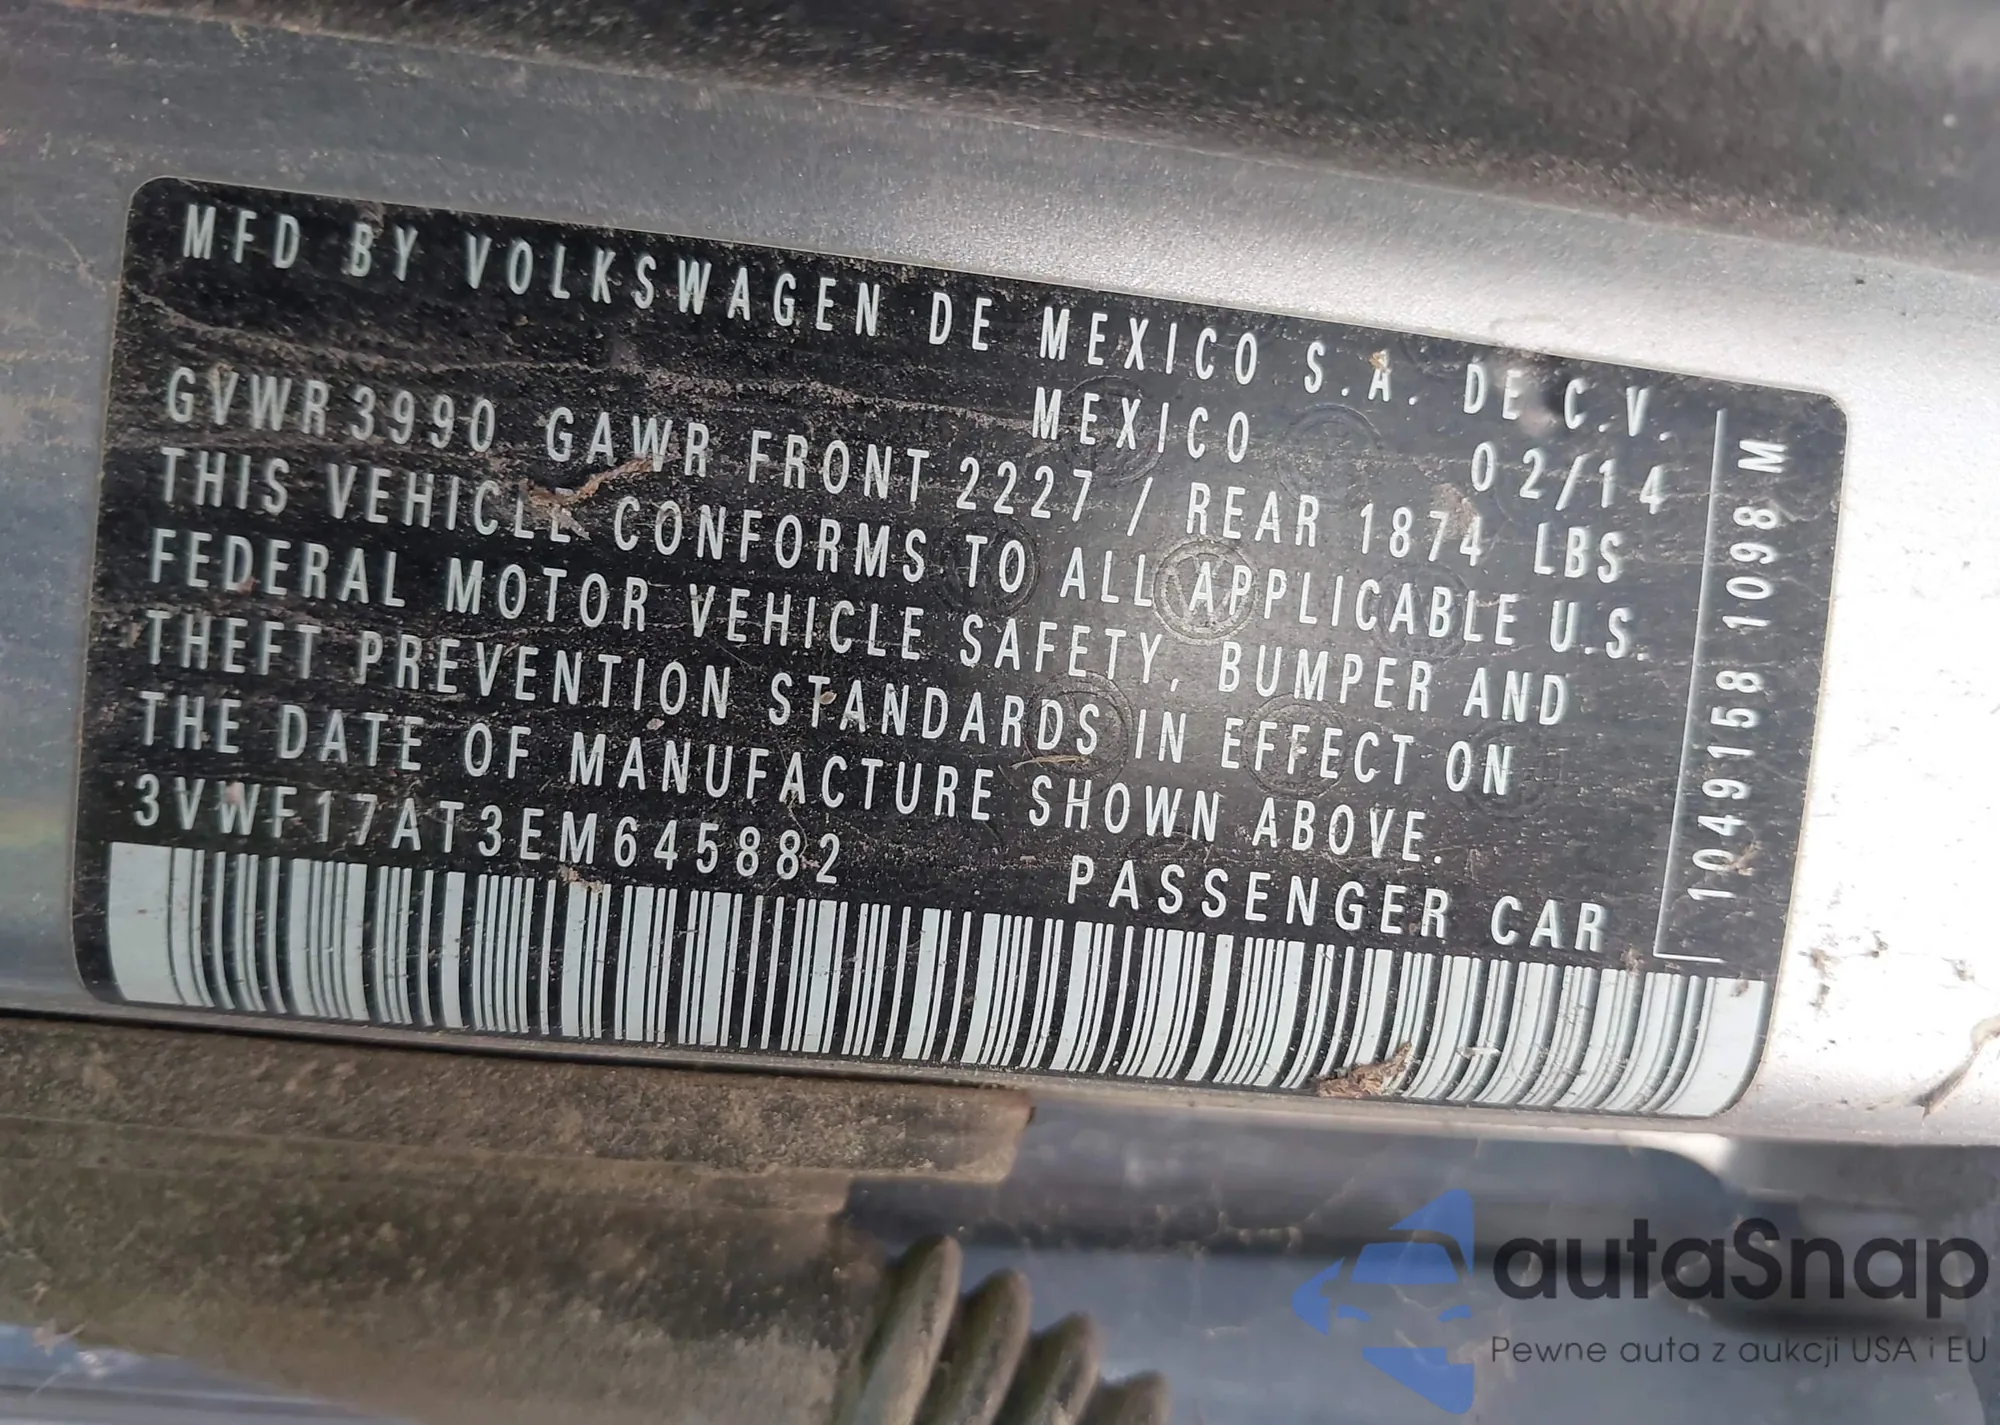 MFD BY VOLKSWAGEN DE MEXICO S.A. DE C.V.
MEXICO 02/14
GVWR 3990 GAWR FRONT 2227 / REAR 1874 LBS
THIS VEHICLE CONFORMS TO ALL APPLICABLE U.S.
FEDERAL MOTOR VEHICLE SAFETY, BUMPER AND
THEFT PREVENTION STANDARDS IN EFFECT ON
THE DATE OF MANUFACTURE SHOWN ABOVE.
3VWF17AT3EM645882 PASSENGER CAR
1049158 1098 M
autaSnap
Pewne auta z aukcji USA i EU